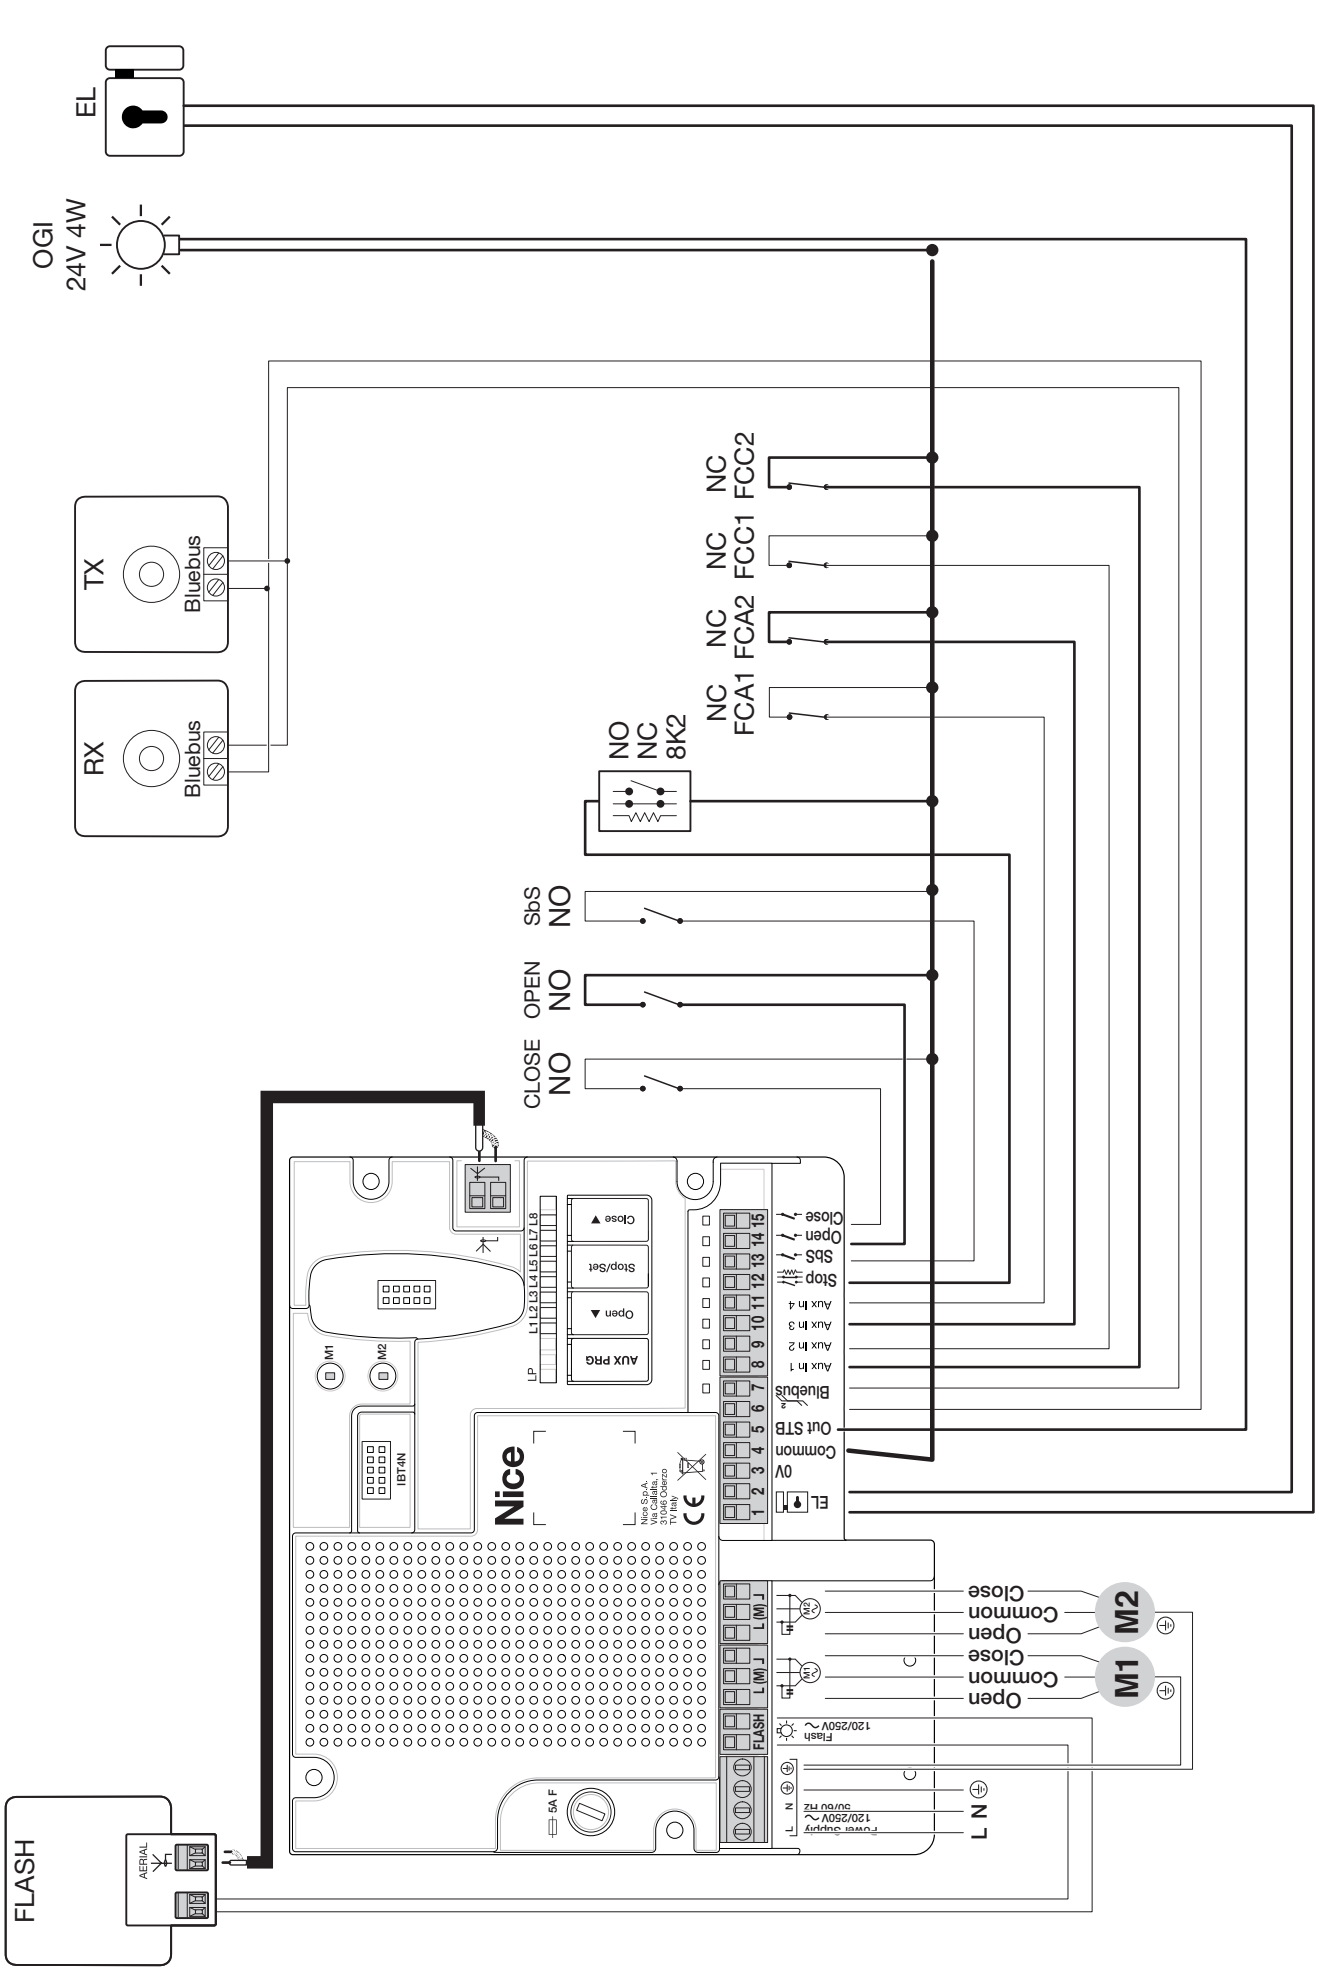 EL
OGI
24V 4W
TX
Bluebus
RX
Bluebus
NC
FCC2
NC
FCC1
NC
FCA2
NC
FCA1
NO
NC
8K2
SbS
NO
OPEN
NO
CLOSE
NO
FLASH
AERIAL
M1
M2
IBT4N
LP
L1 L2 L3 L4 L5 L6 L7 L8
AUX PRG
Open ▲
Stop/Set
Close ▼
Nice
Nice S.p.A.
Via Callalta, 1
31046 Oderzo
TV Italy
CE
5A F
FLASH
L (M) L
L (M) L
1 2 3 4 5 6 7 8 9 10 11 12 13 14 15
Close
Open
SbS
Stop
Aux In 4
Aux In 3
Aux In 2
Aux In 1
Bluebus
Out STB
Common
0V
EL
M2
M1
Flash
120/250V
L N
Power Supply
120/250V
50/60 Hz
L N
Close
Common
Open
M2
Close
Common
Open
M1